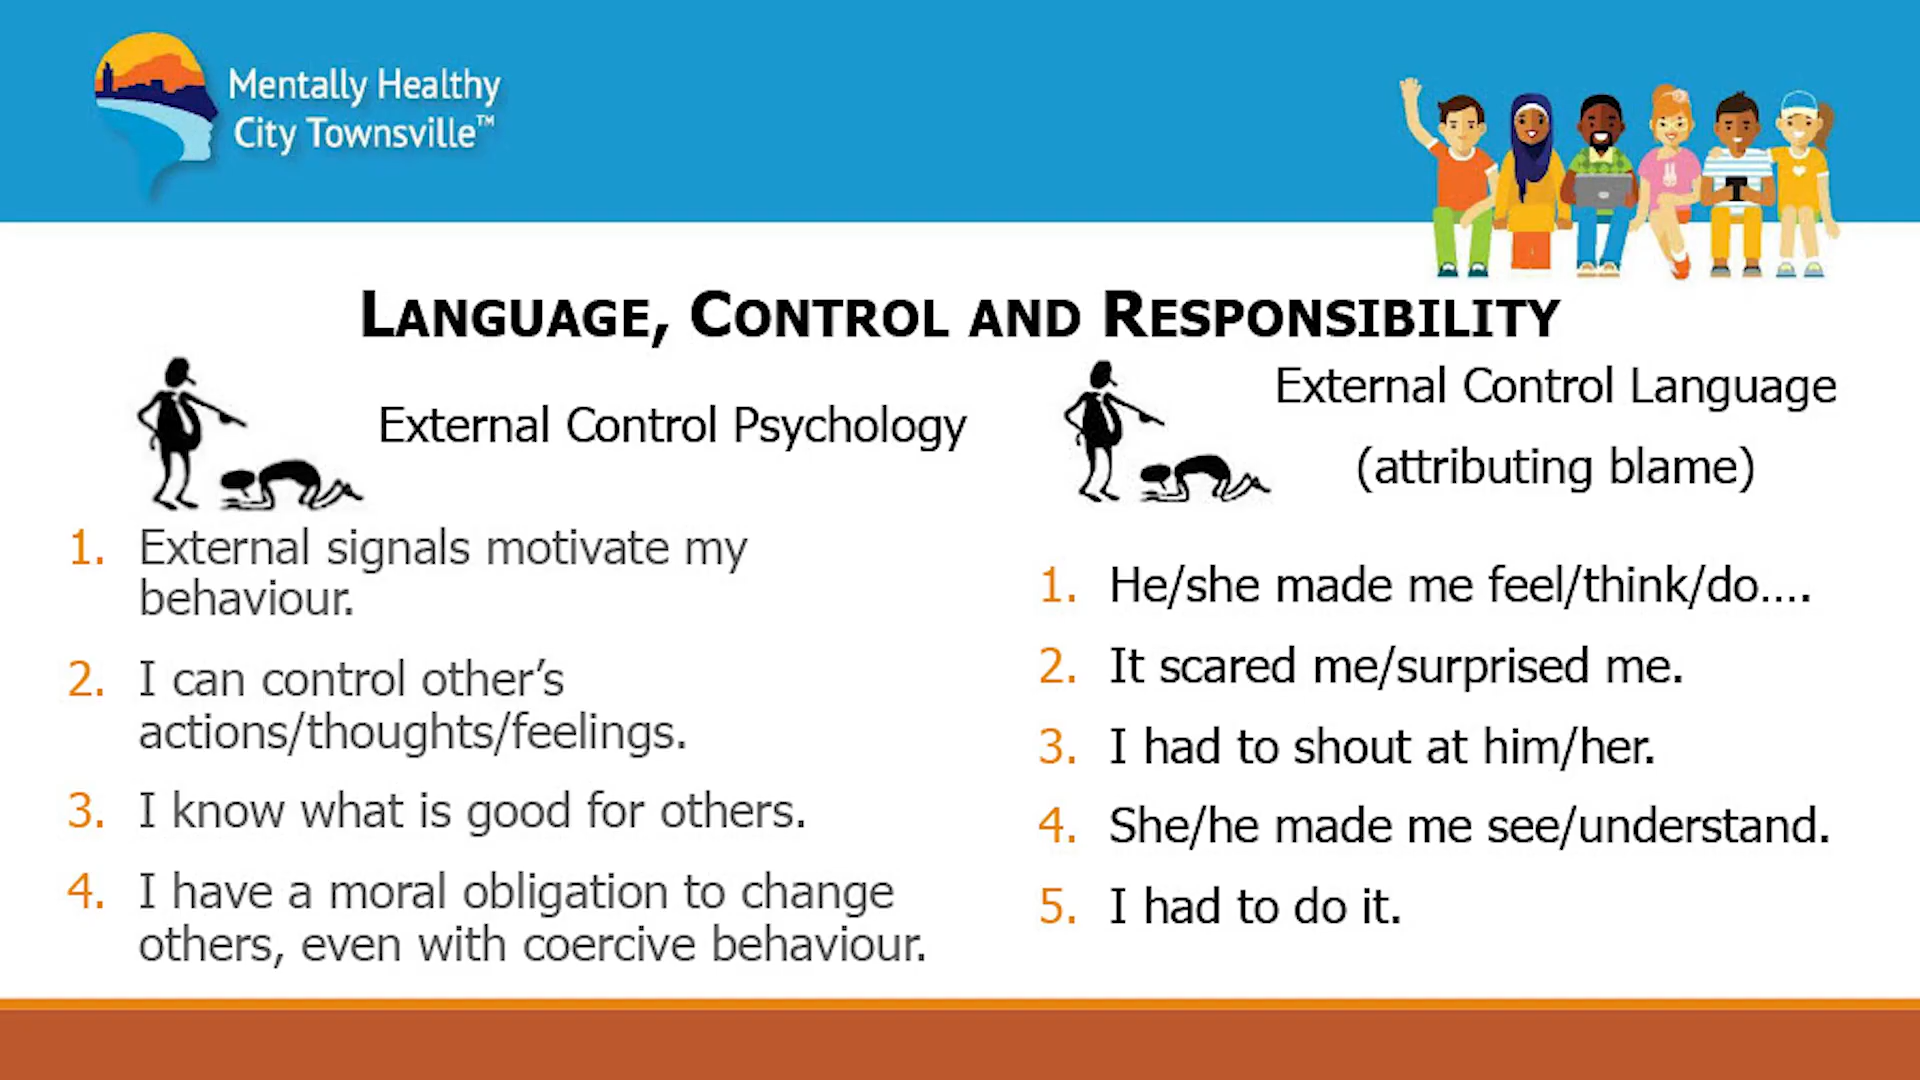 Mentally Healthy
City Townsville™
LANGUAGE, CONTROL AND RESPONSIBILITY
External Control Psychology
1. External signals motivate my
behaviour.
2. I can control other’s
actions/thoughts/feelings.
3. I know what is good for others.
4. I have a moral obligation to change
others, even with coercive behaviour.
External Control Language
(attributing blame)
1. He/she made me feel/think/do....
2. It scared me/surprised me.
3. I had to shout at him/her.
4. She/he made me see/understand.
5. I had to do it.